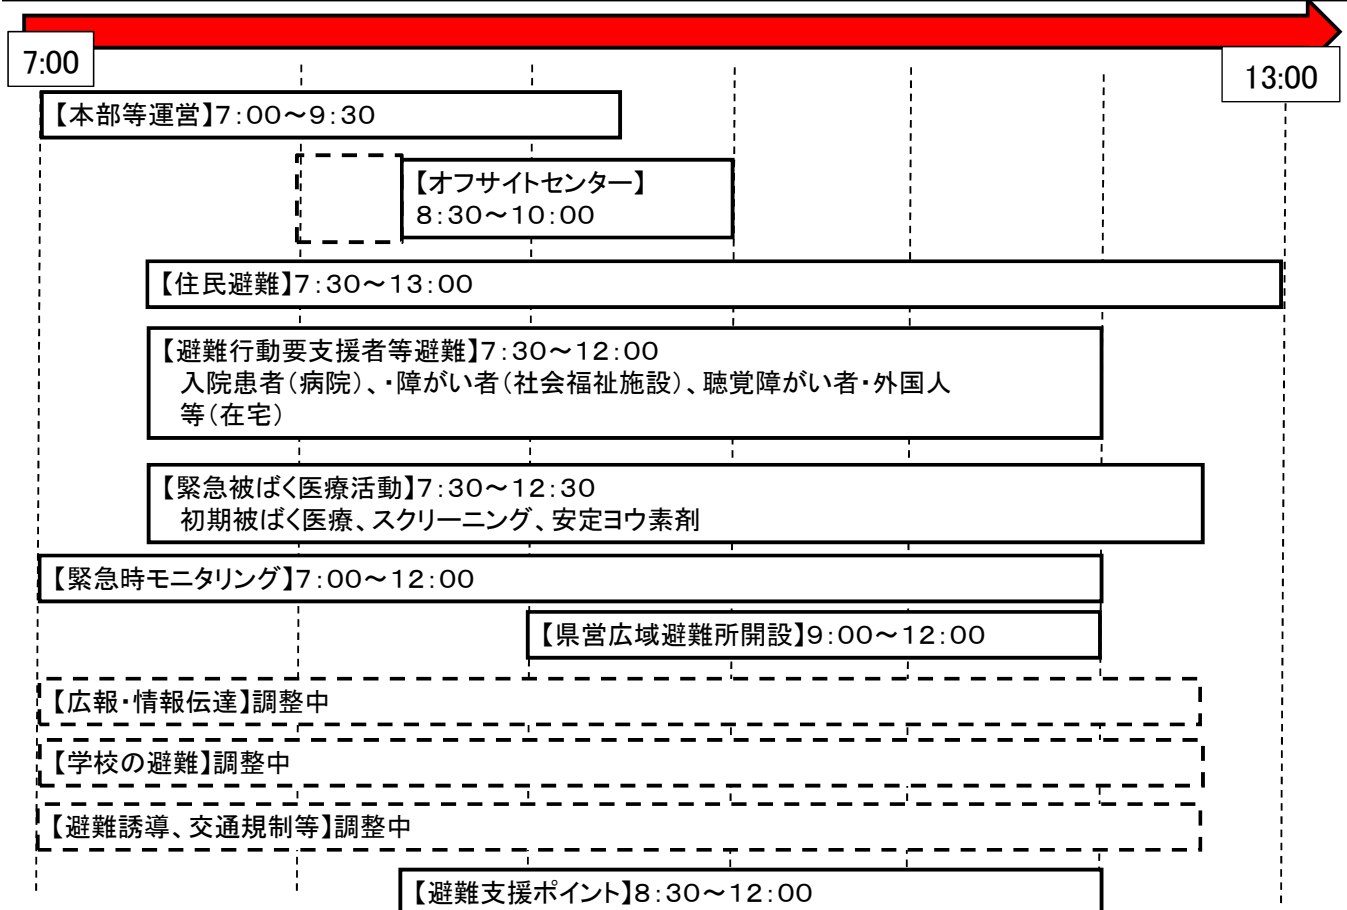 7:00
13:00
【本部等運営】7:00～9:30
【オフサイトセンター】
8:30～10:00
【住民避難】7:30～13:00
【避難行動要支援者等避難】7:30～12:00
入院患者(病院)、・障がい者(社会福祉施設)、聴覚障がい者・外国人
等(在宅)
【緊急被ばく医療活動】7:30～12:30
初期被ばく医療、スクリーニング、安定ヨウ素剤
【緊急時モニタリング】7:00～12:00
【県営広域避難所開設】9:00～12:00
【広報・情報伝達】調整中
【学校の避難】調整中
【避難誘導、交通規制等】調整中
【避難支援ポイント】8:30～12:00